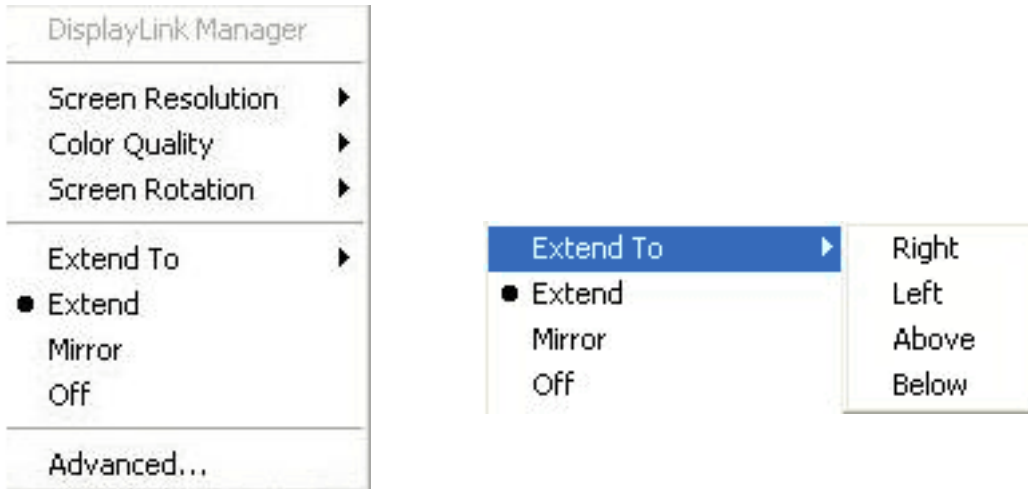 DisplayLink Manager
Screen Resolution
Color Quality
Screen Rotation
Extend To
Extend
Mirror
Off
Advanced...
Extend To
Extend
Mirror
Off
Right
Left
Above
Below